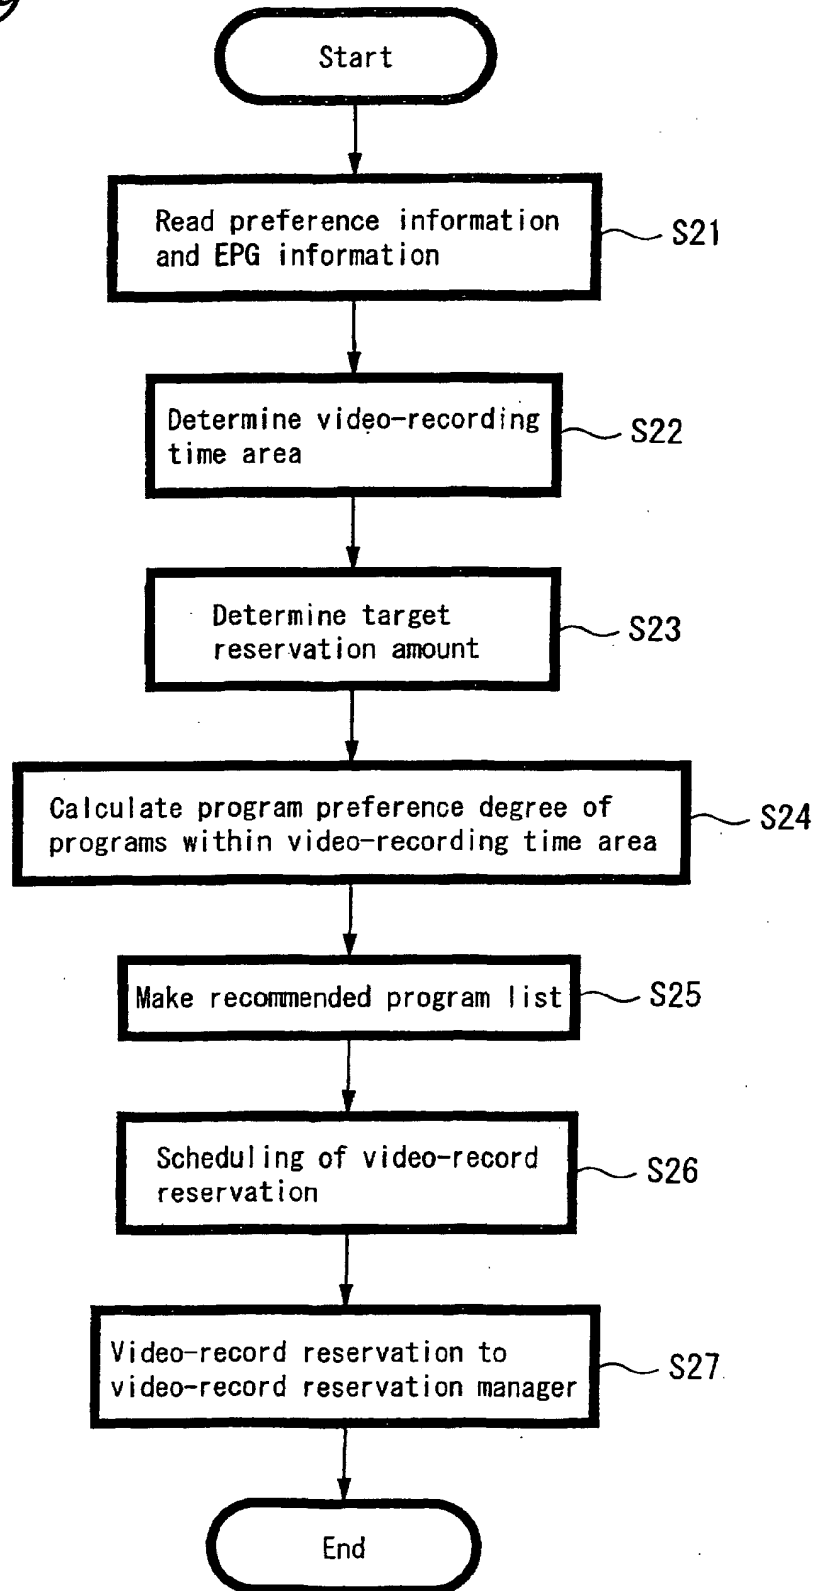 Start
Read preference information
and EPG information
S21
Determine video-recording
time area
S22
Determine target
reservation amount
S23
Calculate program preference degree of
programs within video-recording time area
S24
Make recommended program list
S25
Scheduling of video-record
reservation
S26
Video-record reservation to
video-record reservation manager
S27
End